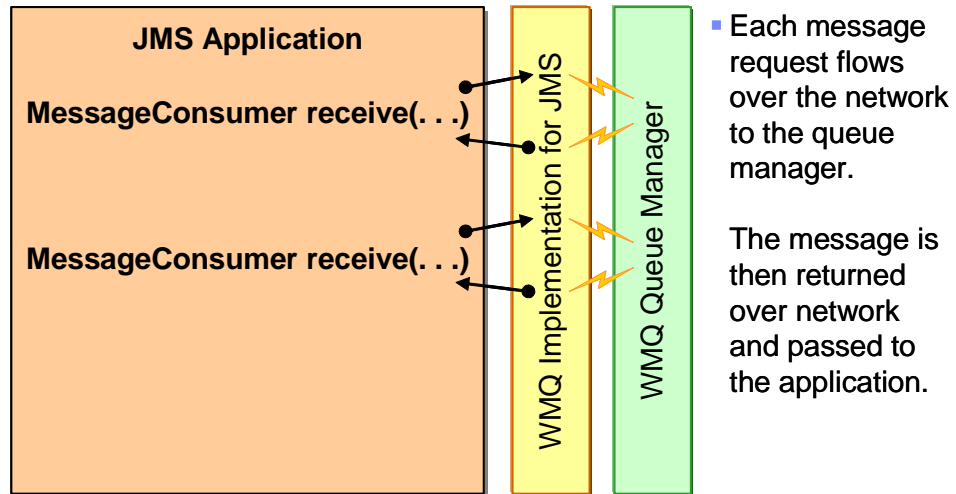 JMS Application
MessageConsumer receive(. . .)
MessageConsumer receive(. . .)
WMQ Implementation for JMS
WMQ Queue Manager
Each message
request flows
over the network
to the queue
manager.
The message is
then returned
over network
and passed to
the application.